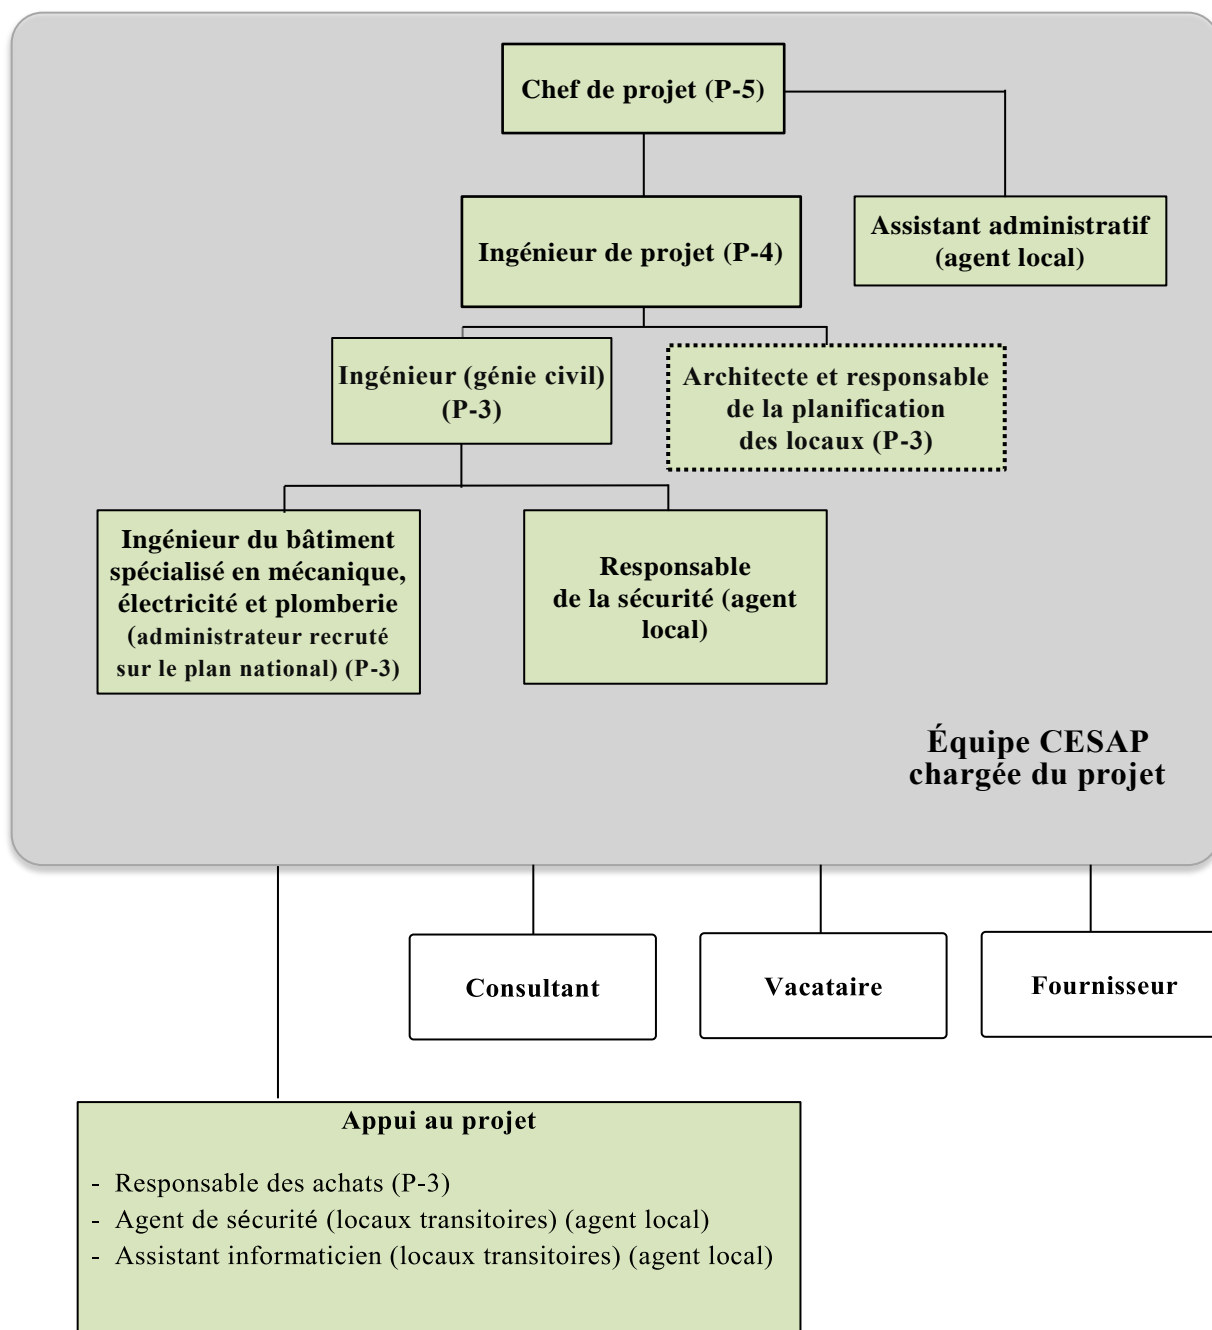 Chef de projet (P-5)
Ingénieur de projet (P-4)
Assistant administratif
(agent local)
Ingénieur (génie civil)
(P-3)
Architecte et responsable
de la planification
des locaux (P-3)
Ingénieur du bâtiment
spécialisé en mécanique,
électricité et plomberie
(administrateur recruté
sur le plan national) (P-3)
Responsable
de la sécurité (agent
local)
Équipe CESAP
chargée du projet
Consultant
Vacataire
Fournisseur
Appui au projet
- Responsable des achats (P-3)
- Agent de sécurité (locaux transitoires) (agent local)
- Assistant informaticien (locaux transitoires) (agent local)